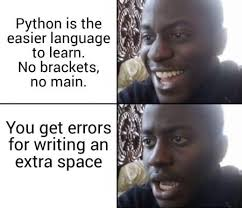 Python is the
easier language
to learn.
No brackets,
no main.
You get errors
for writing an
extra space